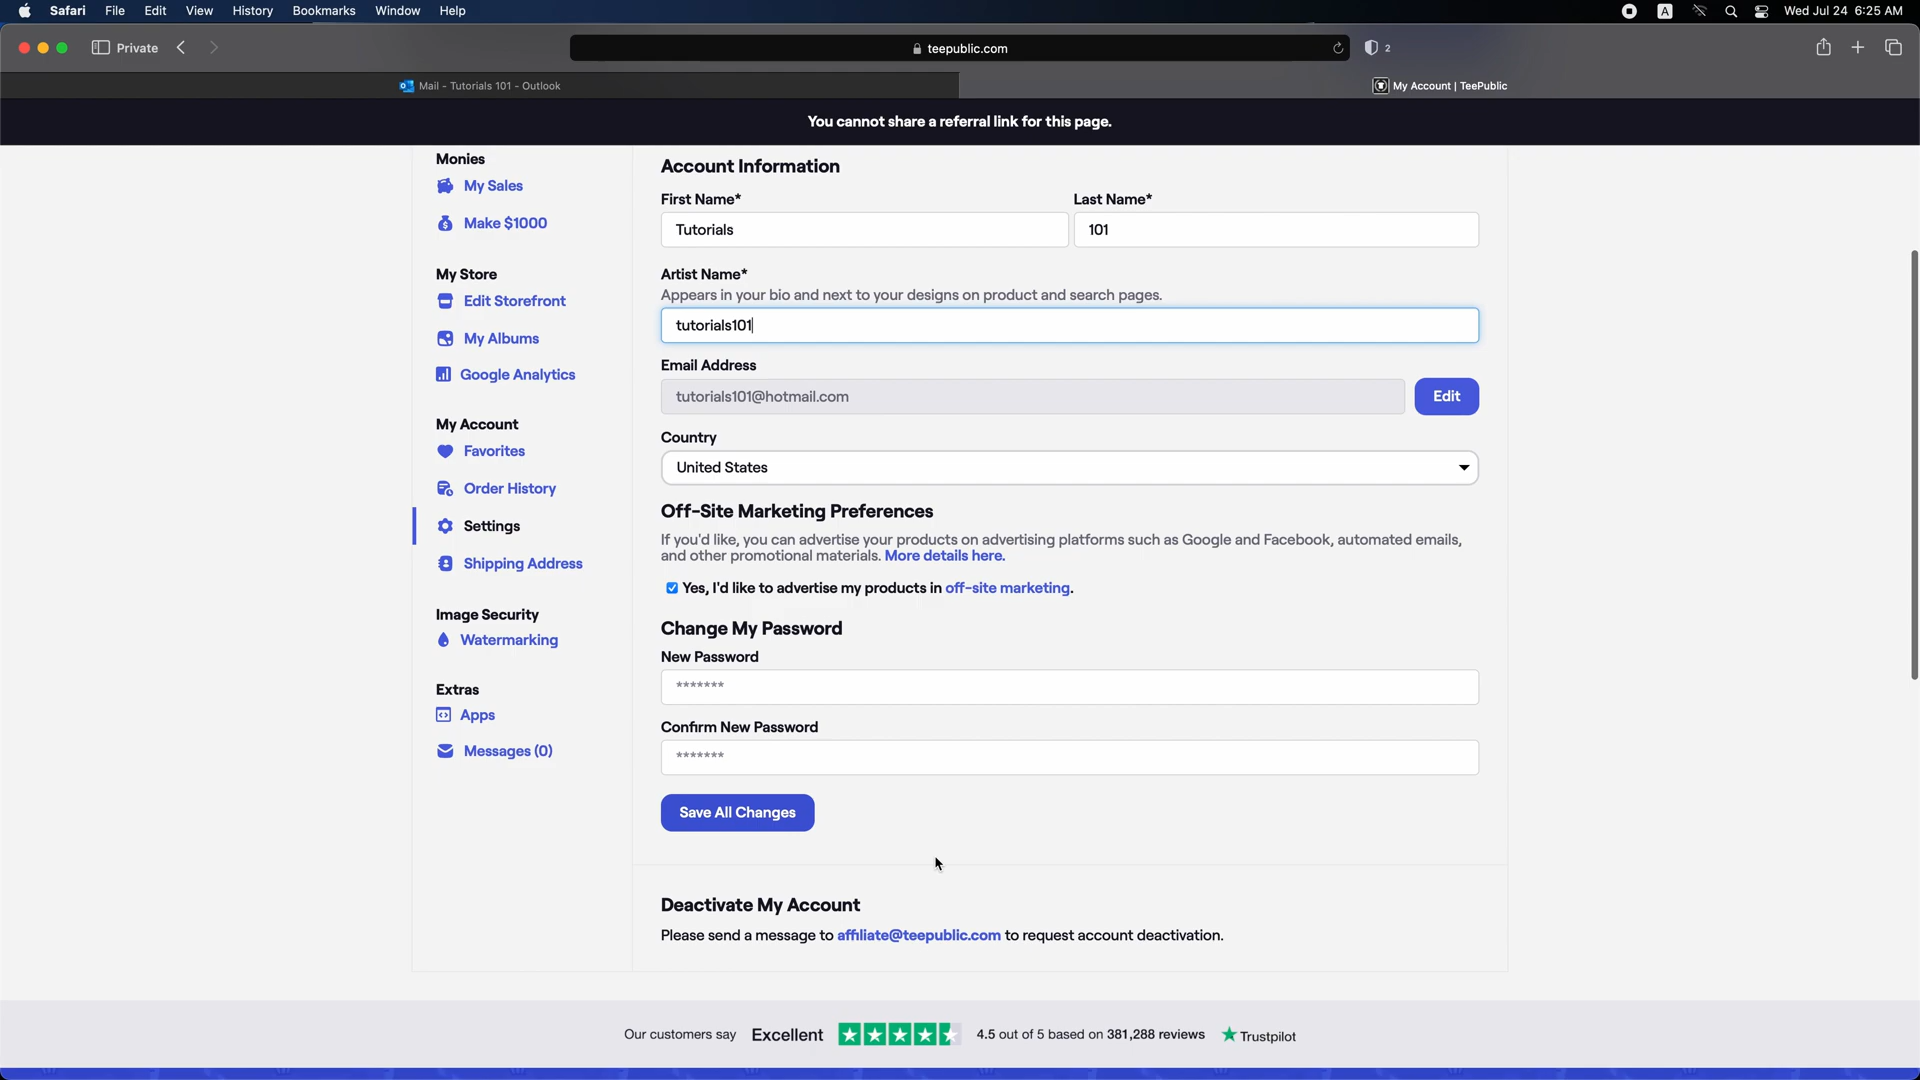 Safari File Edit View History Bookmarks Window Help
A Wed Jul 24 6:25 AM
Private
teepublic.com
2
Mail - Tutorials 101 - Outlook
My Account | TeePublic
You cannot share a referral link for this page.
Monies
My Sales
Make $1000
My Store
Edit Storefront
My Albums
Google Analytics
My Account
Favorites
Order History
Settings
Shipping Address
Image Security
Watermarking
Extras
Apps
Messages (0)
Account Information
First Name*
Last Name*
Tutorials
101
Artist Name*
Appears in your bio and next to your designs on product and search pages.
tutorials101
Email Address
tutorials101@hotmail.com
Edit
Country
United States
Off-Site Marketing Preferences
If you'd like, you can advertise your products on advertising platforms such as Google and Facebook, automated emails,
and other promotional materials. More details here.
Yes, I'd like to advertise my products in off-site marketing.
Change My Password
New Password
*******
Confirm New Password
*******
Save All Changes
Deactivate My Account
Please send a message to affiliate@teepublic.com to request account deactivation.
Our customers say Excellent 4.5 out of 5 based on 381,288 reviews Trustpilot